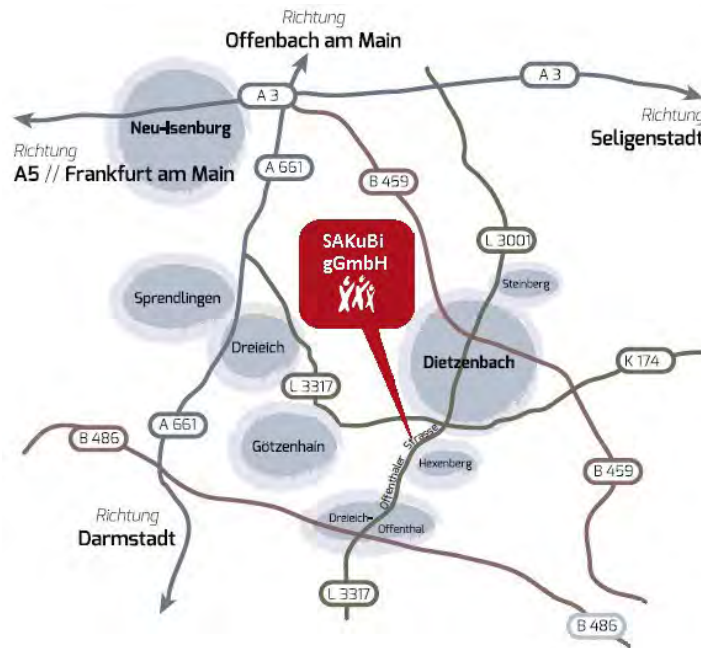 Richtung
Offenbach am Main
A 3
A 3
Neu-Isenburg
Richtung
Seligenstadt
Richtung
A5 // Frankfurt am Main
A 661
B 459
L 3001
SAKuBi
gGmbH
Steinberg
Sprendlingen
Dreieich
Dietzenbach
K 174
L 3317
A 661
B 486
Götzenhain
Offenthaler Strasse
Hexenberg
B 459
Richtung
Darmstadt
Dreieich-
Offenthal
L 3317
B 486